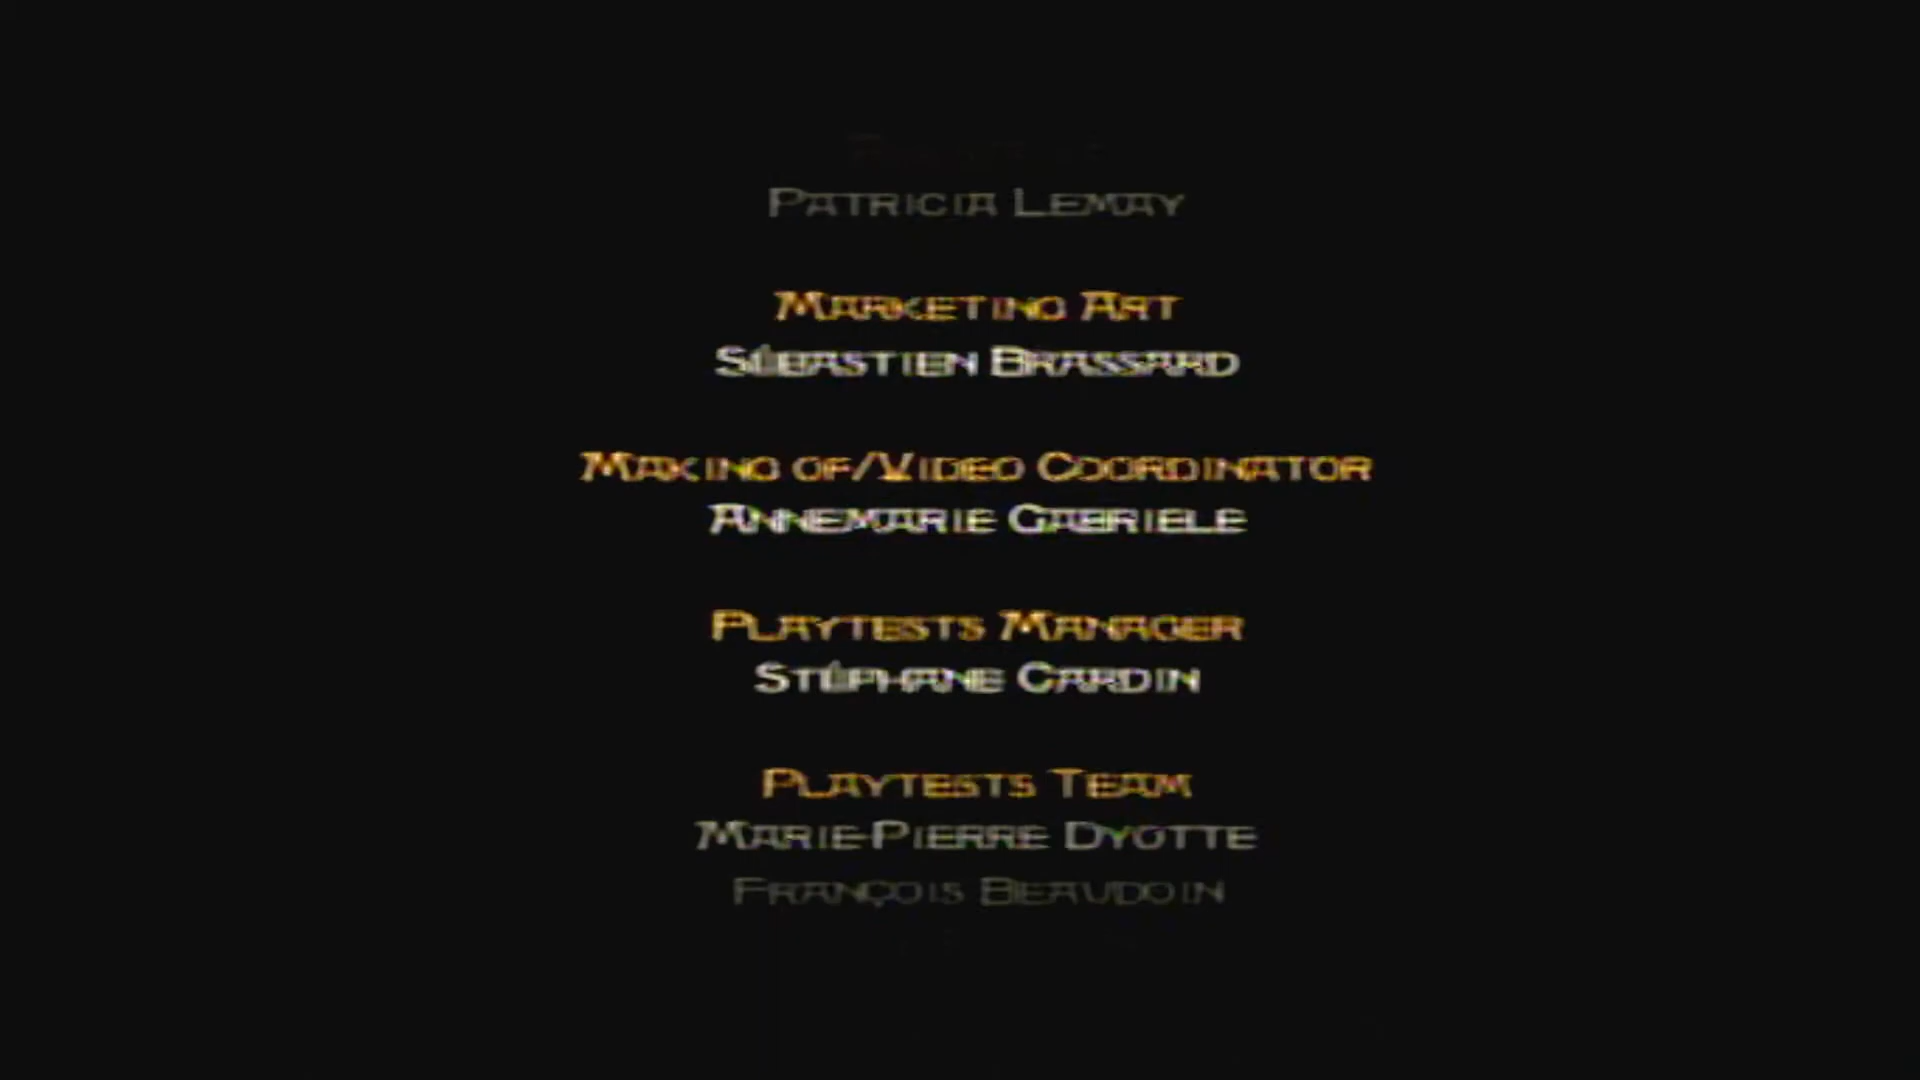 Patricia Lemay
Marketing Art
Sébastien Brassard
Making of/Video Coordinator
Annemarie Gabriele
Playtests Manager
Stéphane Cardin
Playtests Team
Marie-Pierre Dyotte
François Beaudoin